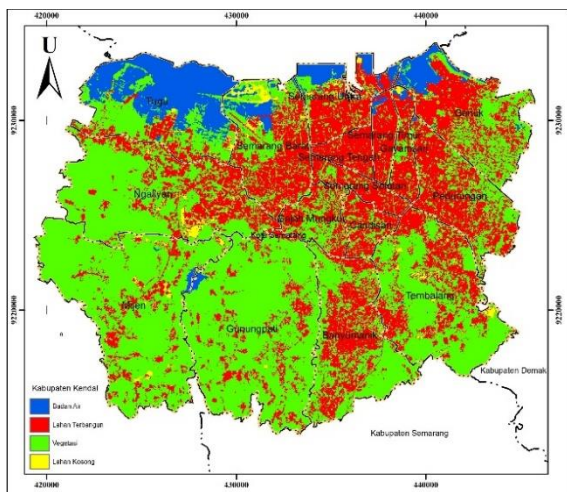 420000 430000 440000
U
Tugu
Semarang Utara
Genuk
9230000 9230000
Semarang Timur
Semarang Barat
Gayamsari
Semarang Tengah
Semarang Selatan
Ngaliyan
Pedurungan
Gajah Mungkur
Candisari
Kota Semarang
Tembalang
Mijen
9220000 9220000
Gunungpati
Banyumanik
Kabupaten Demak
Kabupaten Kendal
Badan Air
Lahan Terbangun
Vegetasi
Lahan Kosong
Kabupaten Semarang
420000 430000 440000